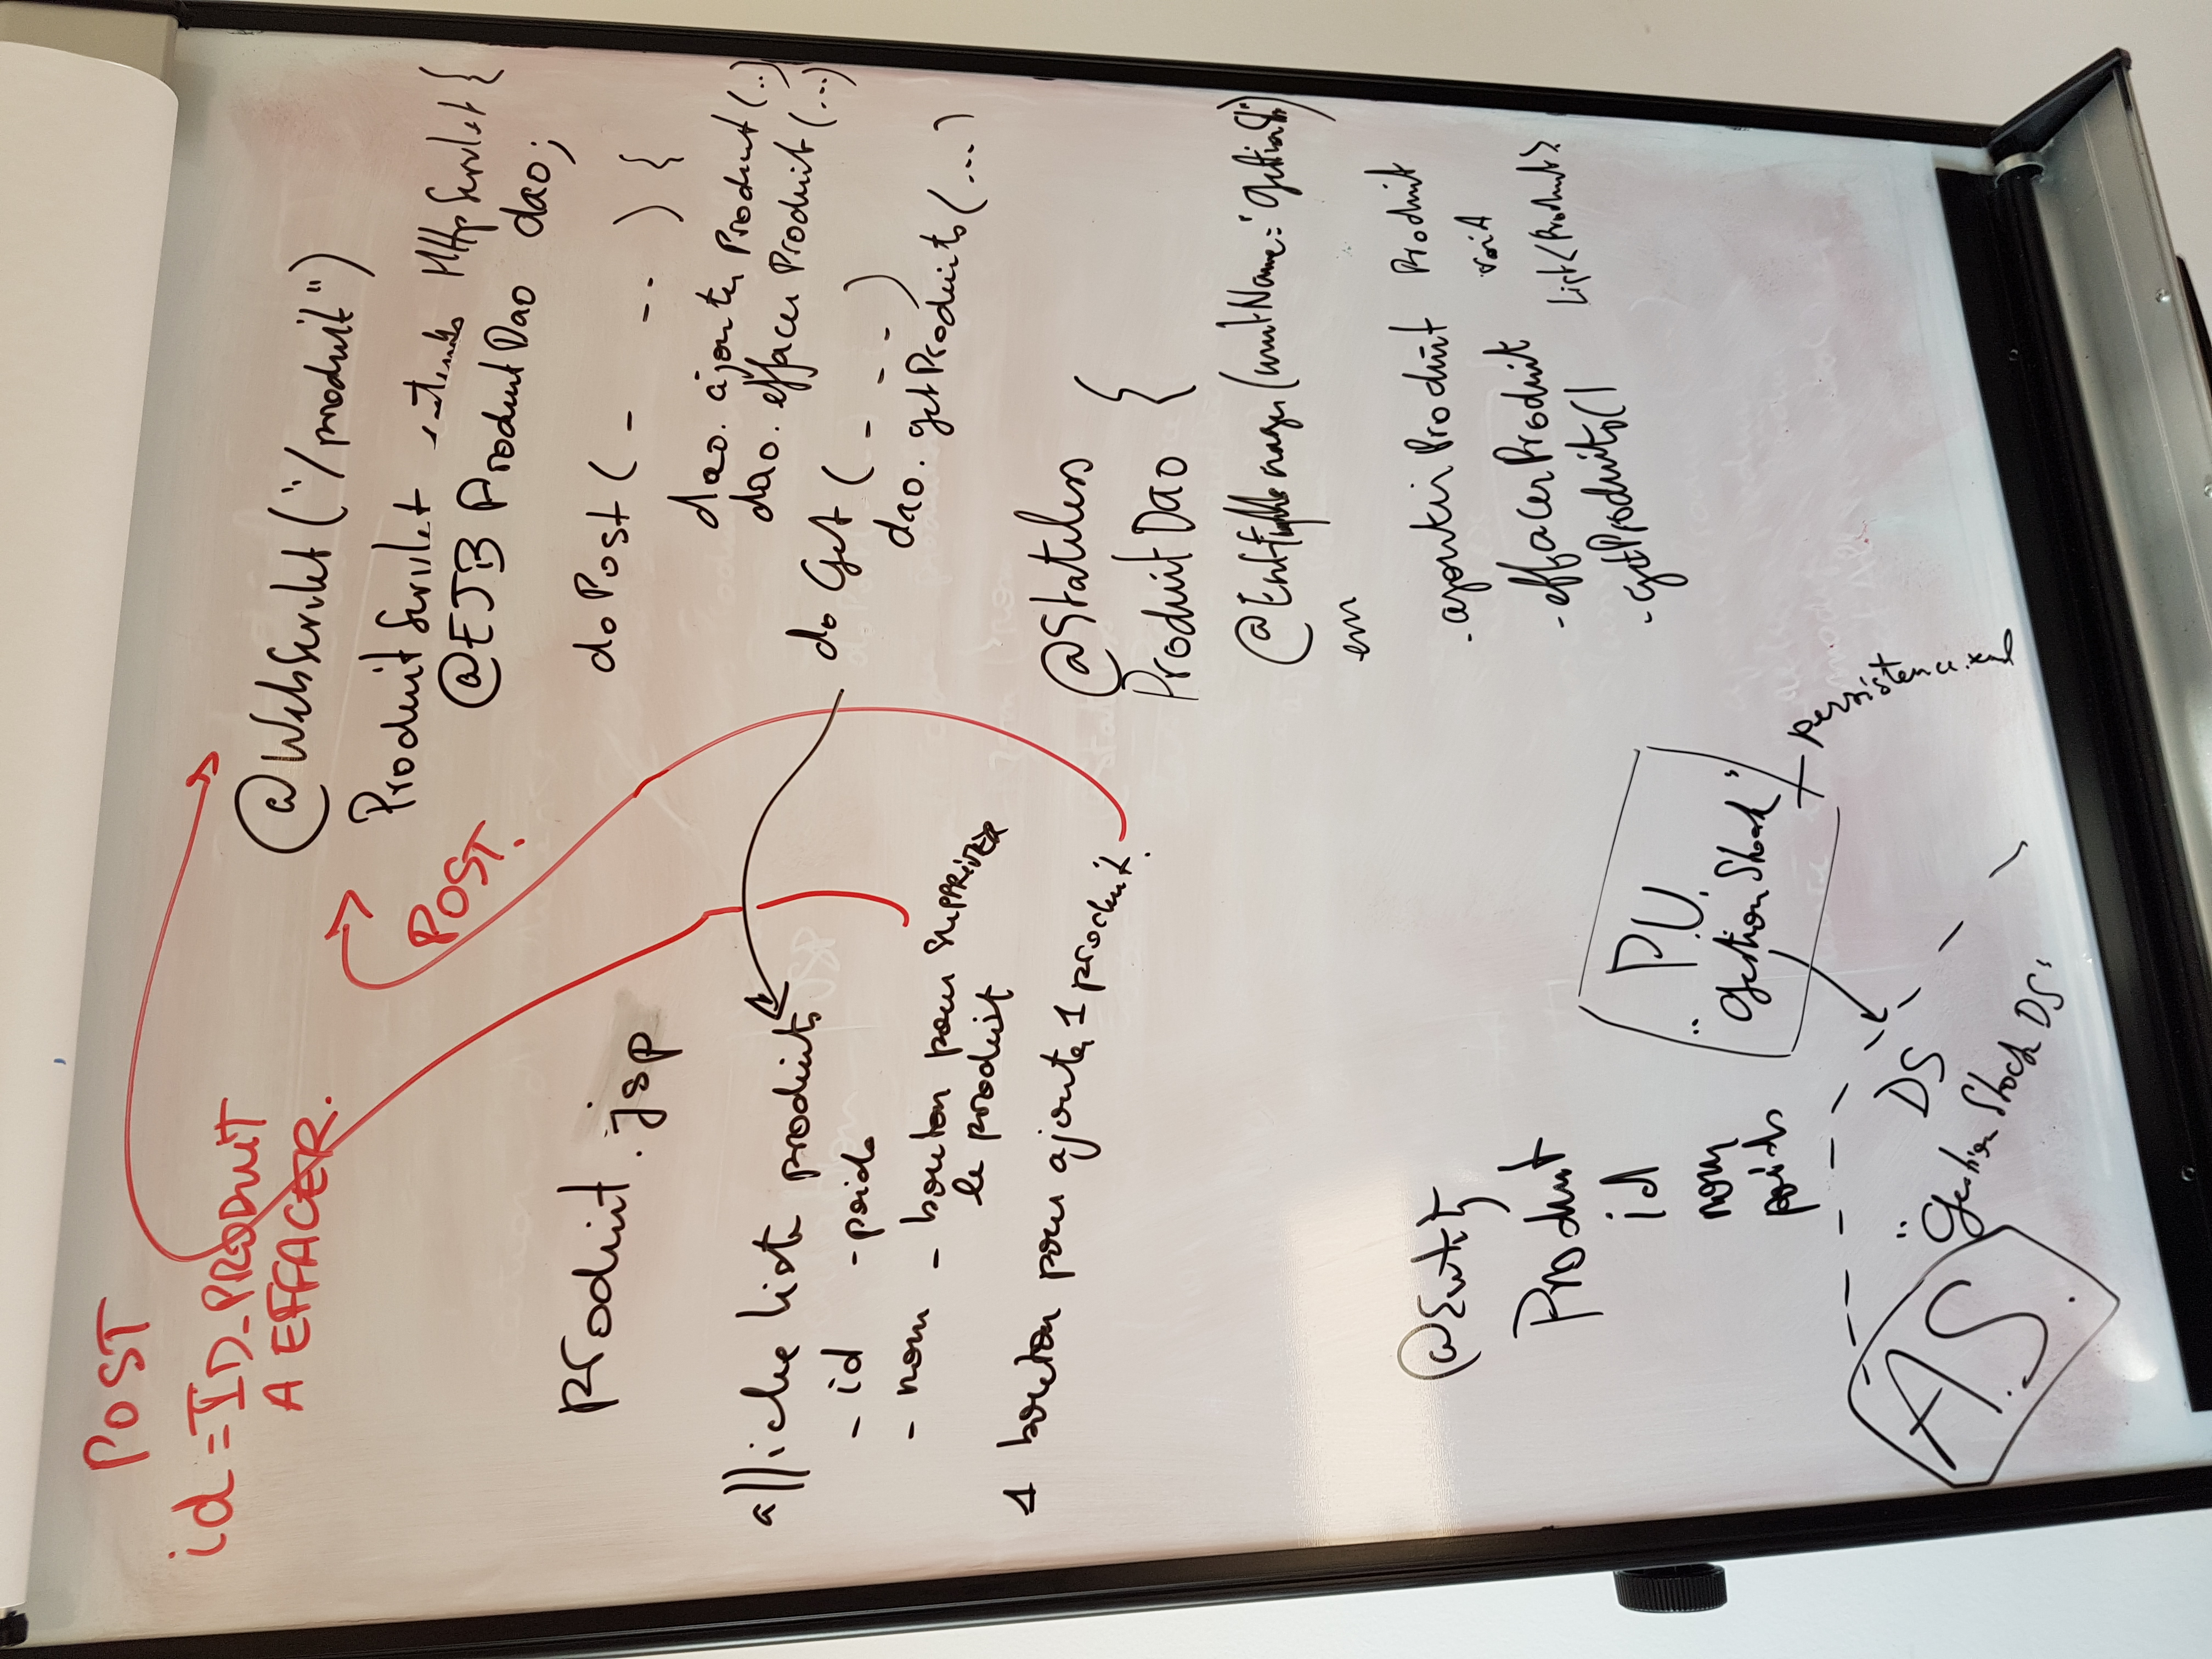 POST
id = ID_PRODUIT
A EFFACER.
POST.
@WebServlet ("/produit")
ProduitServlet extends HttpServlet {
@EJB ProduitDao dao;
doPost ( - -- ) {
dao. ajouterProduit (..)
dao. effacerProduit (...)
doGet ( - - - )
dao. getProduits (...)
produit.jsp
affiche liste produits
- id - poids
- nom - bouton pour SUPPRIMER
le produit
1 bouton pour ajouter 1 produit.
@Stateless
ProduitDao {
@EntityManager (unitName="
em
- ajouterProduit Produit
- effacerProduit void
- getProduits() List<Produit>
@Entity
Produit
id
nom
poids
P.U.
"GestionStock"
persistence.xml
A.S.
DS
"GestionStockDS"